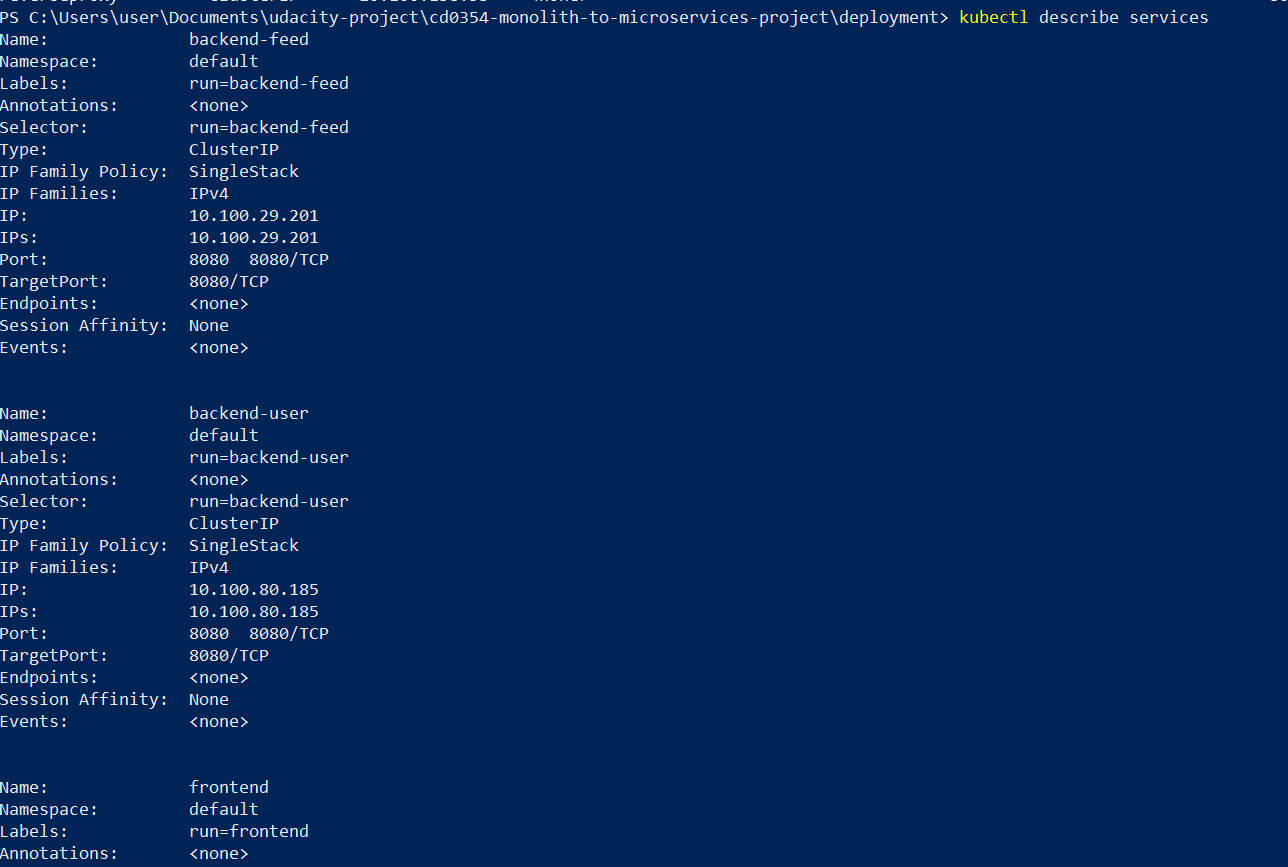 PS C:\Users\user\Documents\udacity-project\cd0354-monolith-to-microservices-project\deployment> kubectl describe services
Name:              backend-feed
Namespace:         default
Labels:            run=backend-feed
Annotations:       <none>
Selector:          run=backend-feed
Type:              ClusterIP
IP Family Policy:  SingleStack
IP Families:       IPv4
IP:                10.100.29.201
IPs:               10.100.29.201
Port:              8080  8080/TCP
TargetPort:        8080/TCP
Endpoints:         <none>
Session Affinity:  None
Events:            <none>
Name:              backend-user
Namespace:         default
Labels:            run=backend-user
Annotations:       <none>
Selector:          run=backend-user
Type:              ClusterIP
IP Family Policy:  SingleStack
IP Families:       IPv4
IP:                10.100.80.185
IPs:               10.100.80.185
Port:              8080  8080/TCP
TargetPort:        8080/TCP
Endpoints:         <none>
Session Affinity:  None
Events:            <none>
Name:              frontend
Namespace:         default
Labels:            run=frontend
Annotations:       <none>